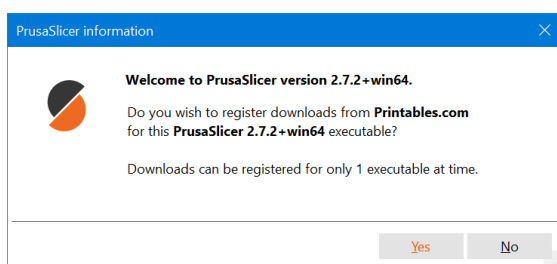 PrusaSlicer information
Welcome to PrusaSlicer version 2.7.2+win64.
Do you wish to register downloads from Printables.com
for this PrusaSlicer 2.7.2+win64 executable?
Downloads can be registered for only 1 executable at time.
Yes No